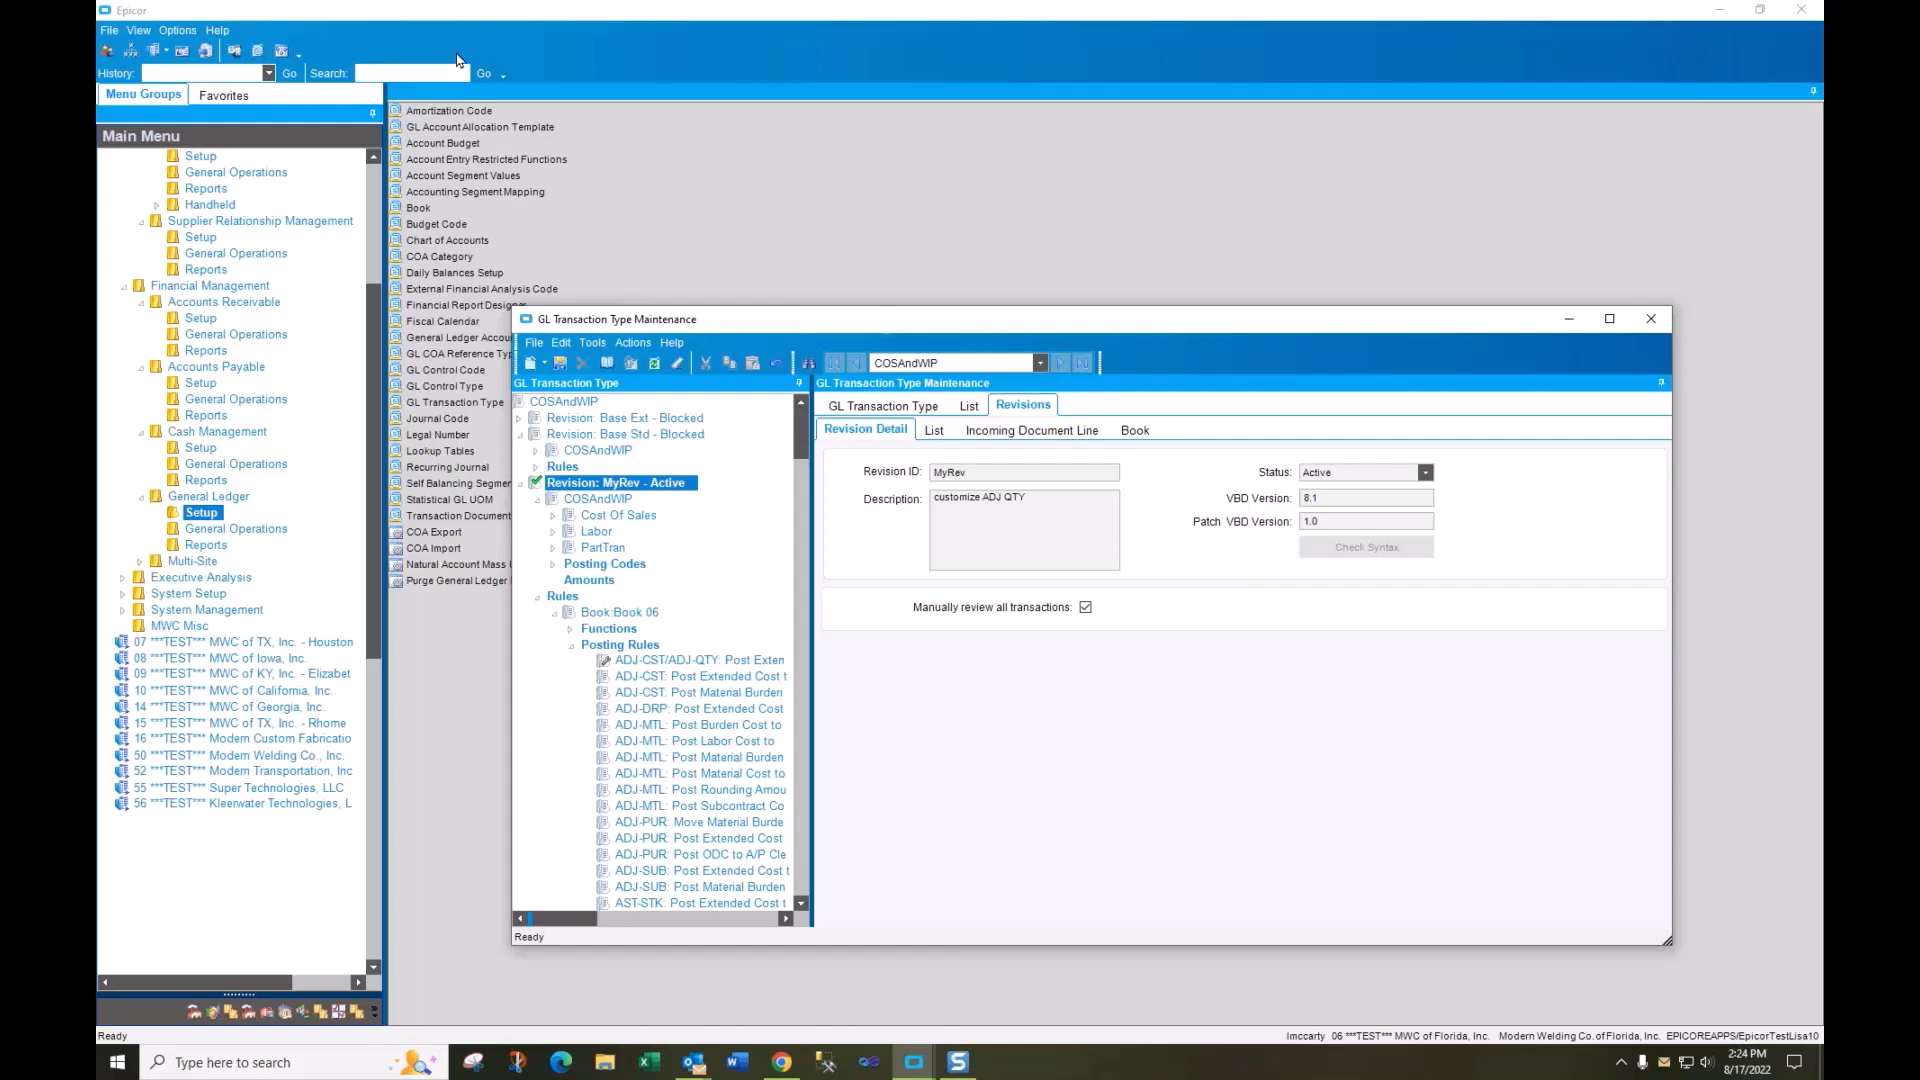 Epicor
File View Options Help
History: Go Search: Go
Menu Groups Favorites
Main Menu
Setup
General Operations
Reports
Handheld
Supplier Relationship Management
Setup
General Operations
Reports
Financial Management
Accounts Receivable
Setup
General Operations
Reports
Accounts Payable
Setup
General Operations
Reports
Cash Management
Setup
General Operations
Reports
General Ledger
Setup
General Operations
Reports
Multi-Site
Executive Analysis
System Setup
System Management
MWC Misc
07 ***TEST*** MWC of TX, Inc. - Houston
08 ***TEST*** MWC of Iowa, Inc.
09 ***TEST*** MWC of KY, Inc. - Elizabet
10 ***TEST*** MWC of California, Inc.
14 ***TEST*** MWC of Georgia, Inc.
15 ***TEST*** MWC of TX, Inc. - Rhome
16 ***TEST*** Modern Custom Fabricatio
50 ***TEST*** Modern Welding Co., Inc.
52 ***TEST*** Modern Transportation, Inc
55 ***TEST*** Super Technologies, LLC
56 ***TEST*** Kleerwater Technologies, L
Amortization Code
GL Account Allocation Template
Account Budget
Account Entry Restricted Functions
Account Segment Values
Accounting Segment Mapping
Book
Budget Code
Chart of Accounts
COA Category
Daily Balances Setup
External Financial Analysis Code
Financial Report Designer
Fiscal Calendar
General Ledger Accou
GL COA Reference Typ
GL Control Code
GL Control Type
GL Transaction Type
Journal Code
Legal Number
Lookup Tables
Recurring Journal
Self Balancing Segmen
Statistical GL UOM
Transaction Document
COA Export
COA Import
Natural Account Mass U
Purge General Ledger
GL Transaction Type Maintenance
File Edit Tools Actions Help
COSAndWIP
GL Transaction Type
COSAndWIP
Revision: Base Ext - Blocked
Revision: Base Std - Blocked
COSAndWIP
Rules
Revision: MyRev - Active
COSAndWIP
Cost Of Sales
Labor
PartTran
Posting Codes
Amounts
Rules
Book:Book 06
Functions
Posting Rules
ADJ-CST/ADJ-QTY: Post Exten
ADJ-CST: Post Extended Cost t
ADJ-CST: Post Material Burden
ADJ-DRP: Post Extended Cost
ADJ-MTL: Post Burden Cost to
ADJ-MTL: Post Labor Cost to
ADJ-MTL: Post Material Burden
ADJ-MTL: Post Material Cost to
ADJ-MTL: Post Rounding Amou
ADJ-MTL: Post Subcontract Co
ADJ-PUR: Move Material Burde
ADJ-PUR: Post Extended Cost
ADJ-PUR: Post ODC to A/P Cle
ADJ-SUB: Post Extended Cost t
ADJ-SUB: Post Material Burden
AST-STK: Post Extended Cost t
GL Transaction Type Maintenance
GL Transaction Type List Revisions
Revision Detail List Incoming Document Line Book
Revision ID: MyRev
Description: customize ADJ QTY
Status: Active
VBD Version: 8.1
Patch VBD Version: 1.0
Check Syntax
Manually review all transactions:
Ready
Ready
lmccarty 06 ***TEST*** MWC of Florida, Inc. Modern Welding Co. of Florida, Inc. EPICOREAPPS/EpicorTestLisa10
Type here to search
2:24 PM
8/17/2022